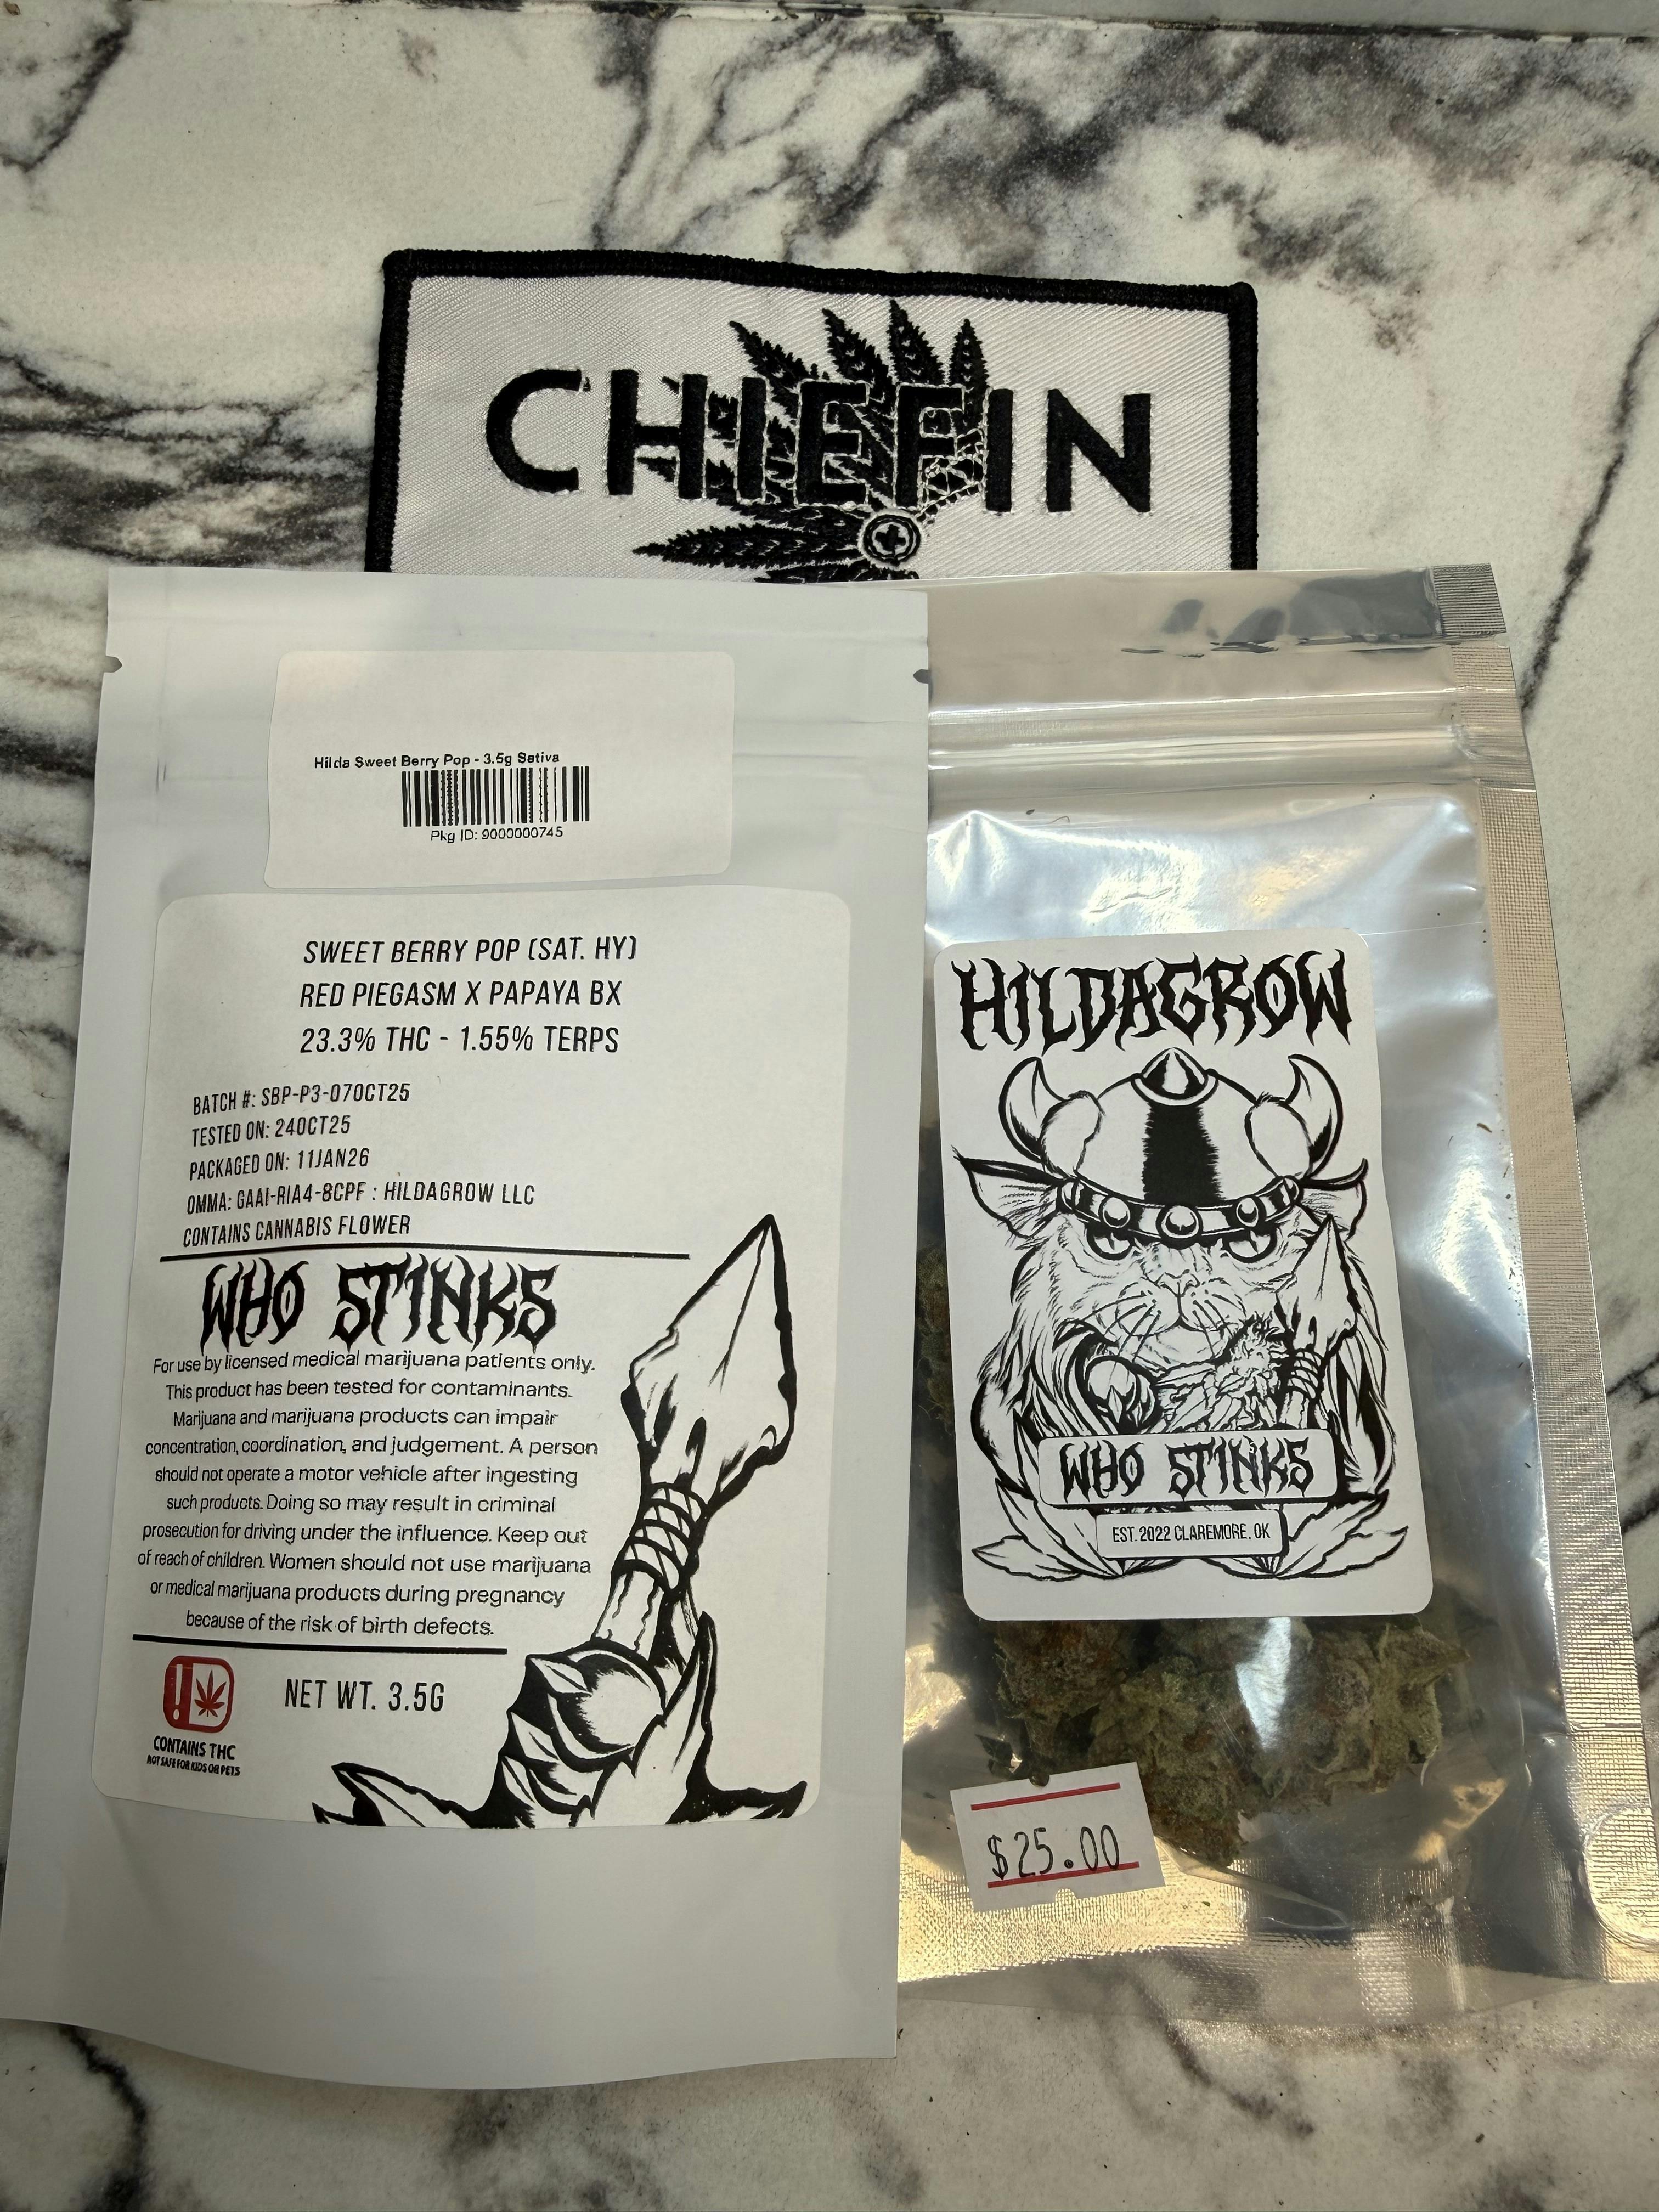 CHIEFIN
Hilda Sweet Berry Pop - 3.5g Sativa
Pkg ID: 9000000745
SWEET BERRY POP (SAT. HY)
RED PIEGASM X PAPAYA BX
23.3% THC - 1.55% TERPS
BATCH #: SBP-P3-07OCT25
TESTED ON: 24OCT25
PACKAGED ON: 11JAN26
OMMA: GAAI-RIA4-8CPF : HILDAGROW LLC
CONTAINS CANNABIS FLOWER
WHO STINKS
For use by licensed medical marijuana patients only.
This product has been tested for contaminants.
Marijuana and marijuana products can impair
concentration, coordination, and judgement. A person
should not operate a motor vehicle after ingesting
such products. Doing so may result in criminal
prosecution for driving under the influence. Keep out
of reach of children. Women should not use marijuana
or medical marijuana products during pregnancy
because of the risk of birth defects.
NET WT. 3.5G
CONTAINS THC
NOT SAFE FOR KIDS OR PETS
HILDAGROW
WHO STINKS
EST. 2022 CLAREMORE, OK
$25.00